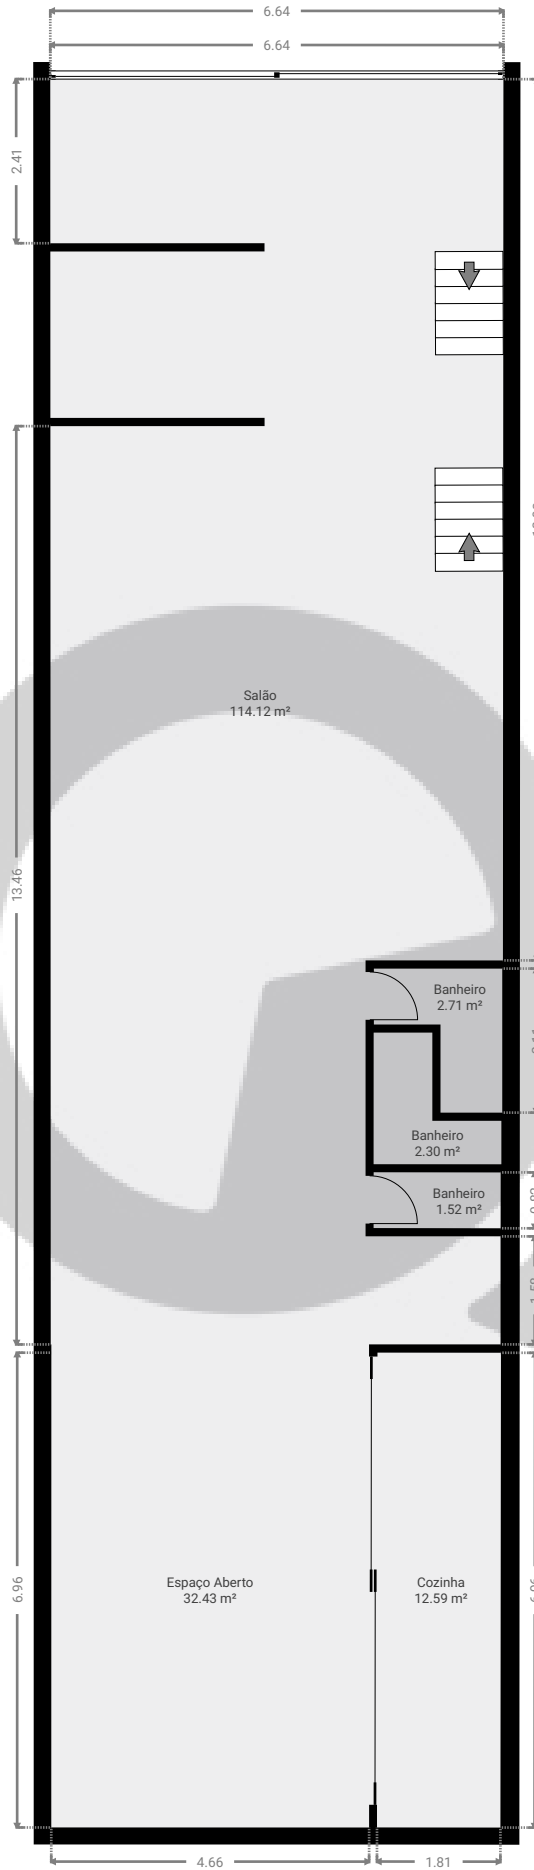 6.64
6.64
2.41
Salão
114.12 m²
13.46
Banheiro
2.71 m²
Banheiro
2.30 m²
Banheiro
1.52 m²
6.96
Espaço Aberto
32.43 m²
Cozinha
12.59 m²
4.66
1.81